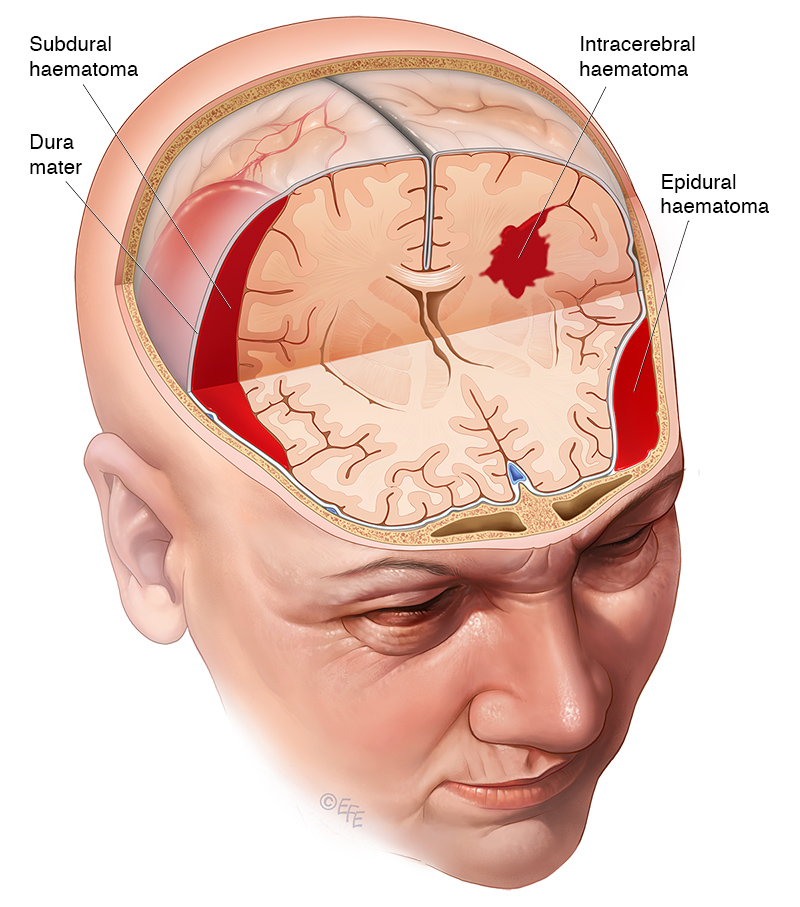 Subdural
haematoma
Dura
mater
Intracerebral
haematoma
Epidural
haematoma
©EFE